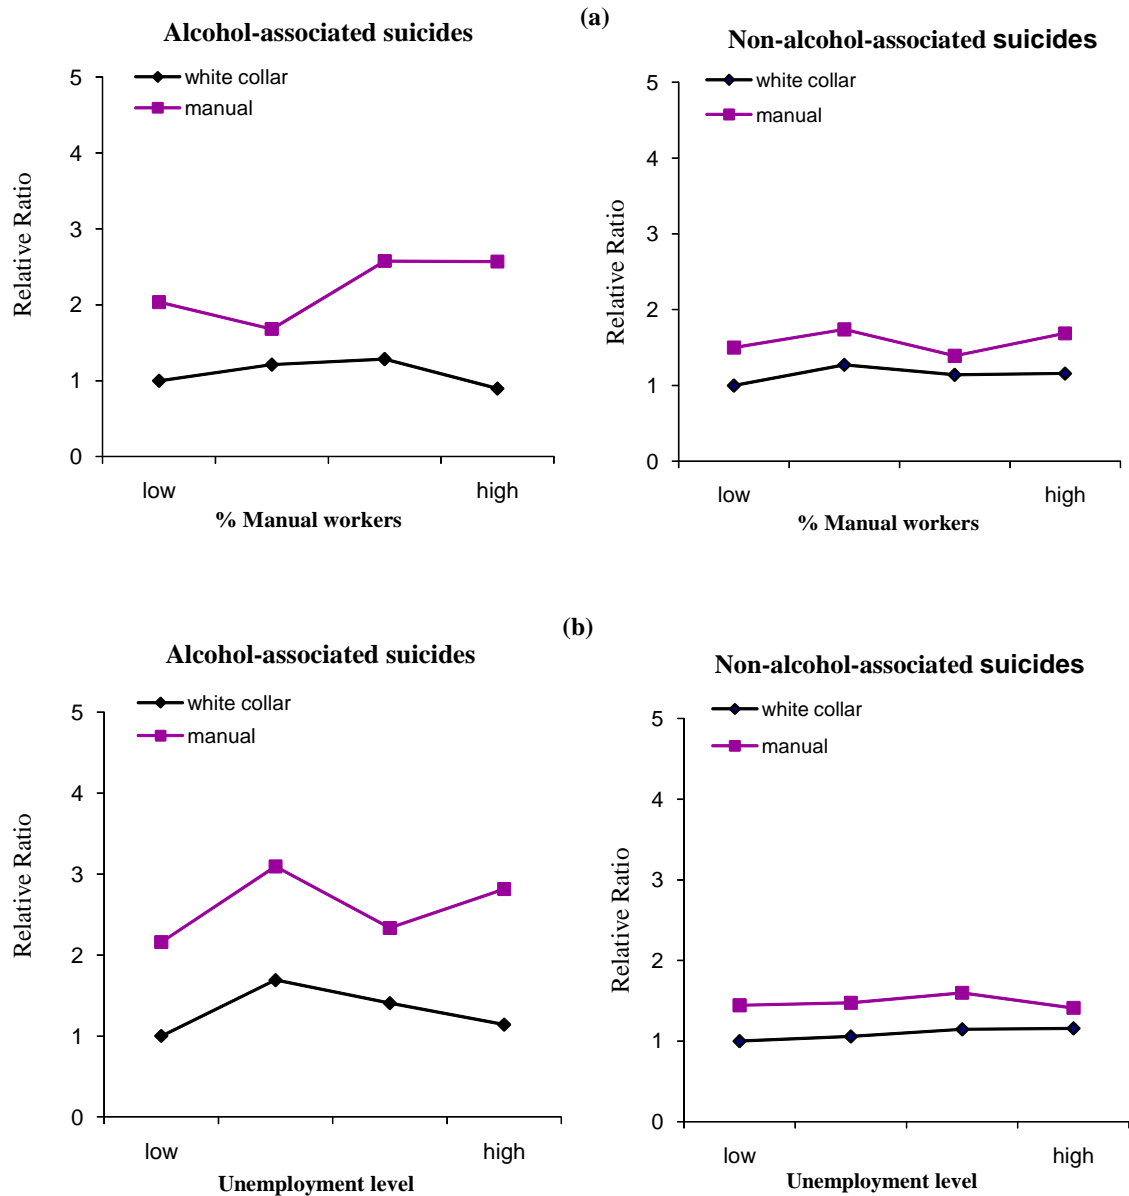 (a)
Alcohol-associated suicides
white collar
manual
5
4
3
2
1
0
Relative Ratio
low
high
% Manual workers
Non-alcohol-associated suicides
white collar
manual
5
4
3
2
1
0
Relative Ratio
low
high
% Manual workers
(b)
Alcohol-associated suicides
white collar
manual
5
4
3
2
1
0
Relative Ratio
low
high
Unemployment level
Non-alcohol-associated suicides
white collar
manual
5
4
3
2
1
0
Relative Ratio
low
high
Unemployment level